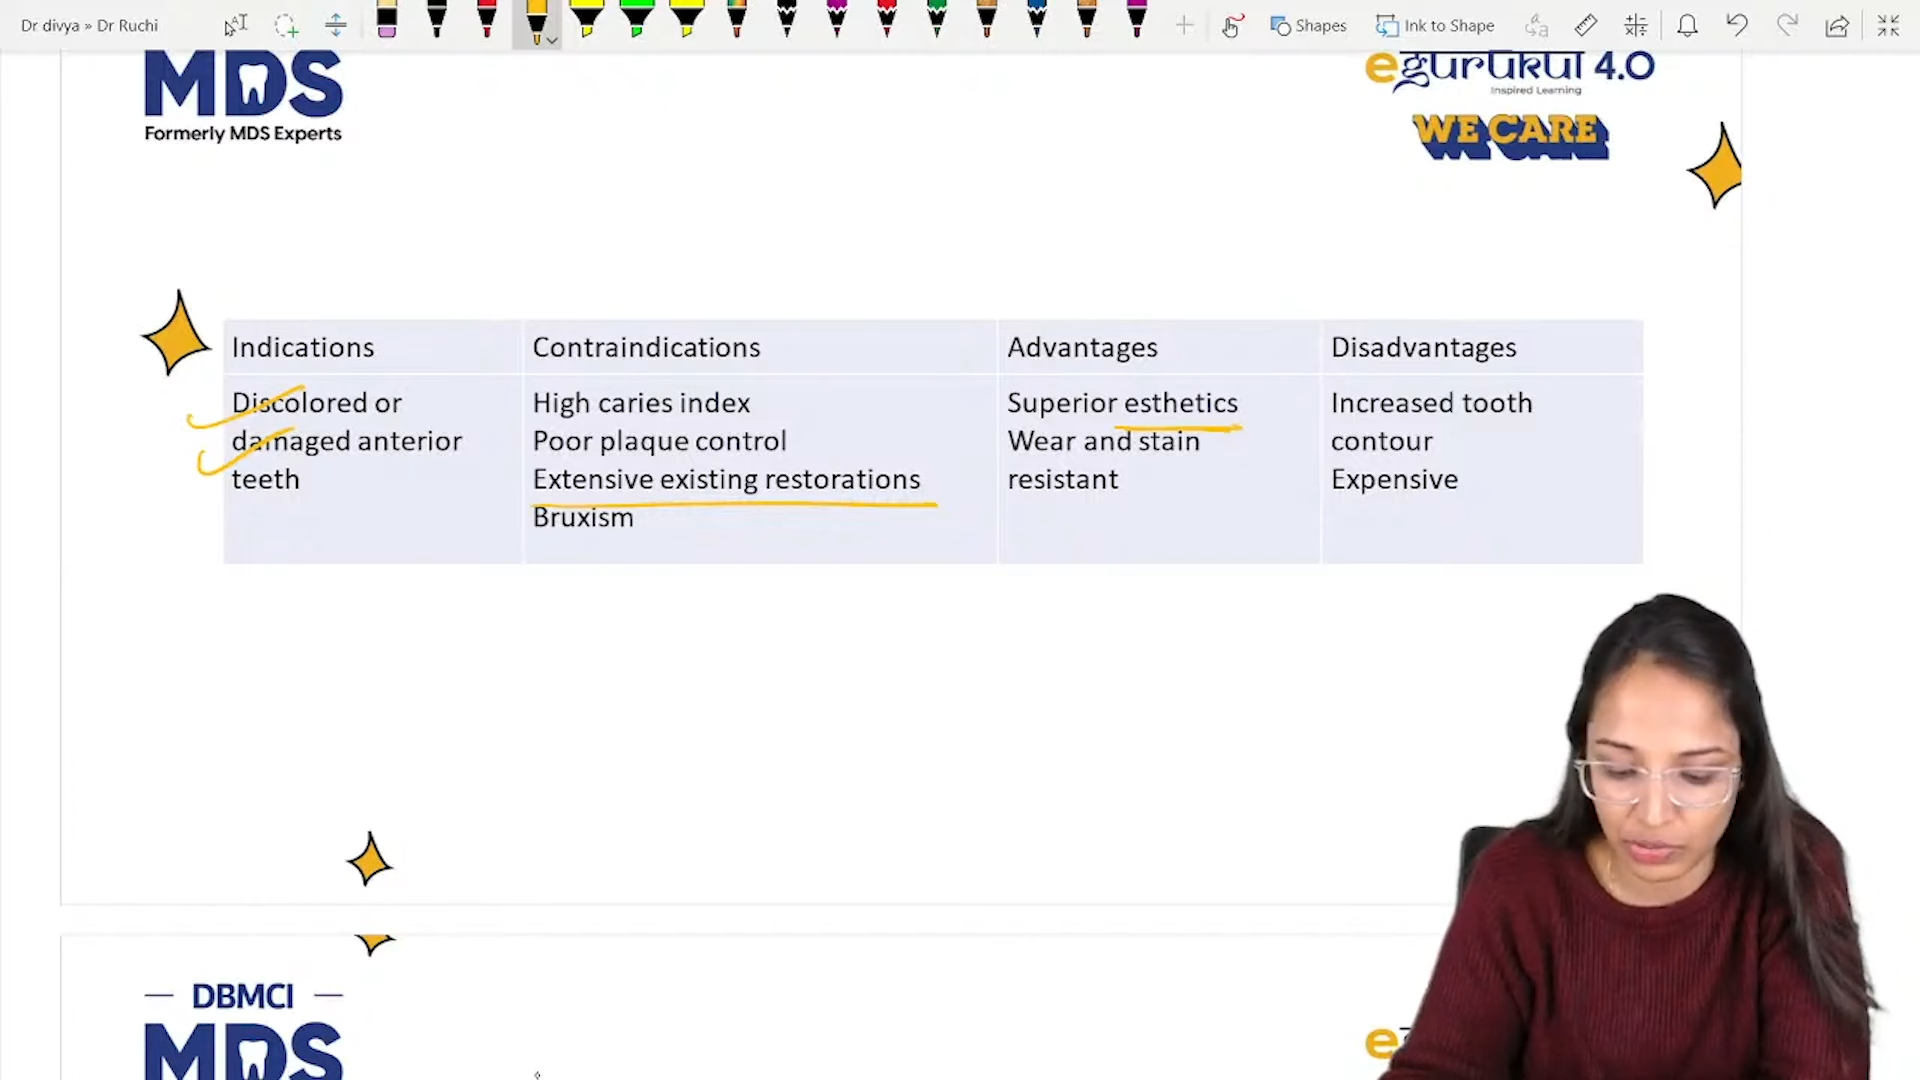 Dr divya » Dr Ruchi
Shapes
Ink to Shape
MDS
Formerly MDS Experts
eGurukul 4.0
Inspired Learning
WE CARE
Indications
Contraindications
Advantages
Disadvantages
Discolored or
damaged anterior
teeth
High caries index
Poor plaque control
Extensive existing restorations
Bruxism
Superior esthetics
Wear and stain
resistant
Increased tooth
contour
Expensive
DBMCI
MDS